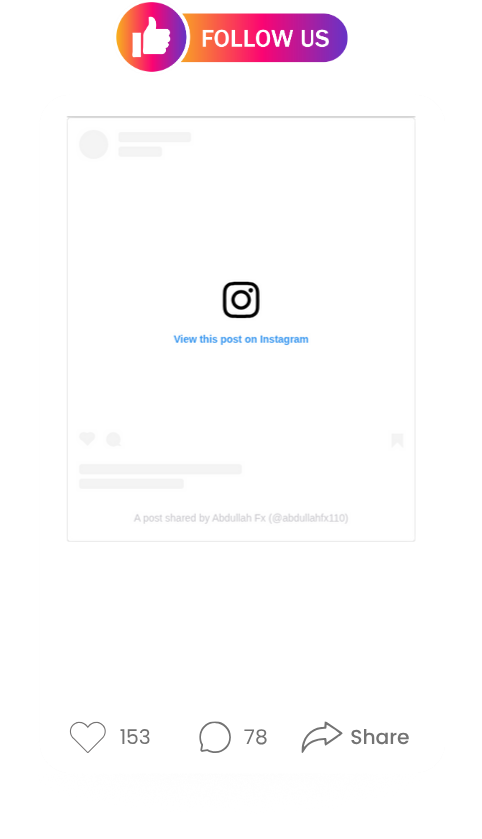 FOLLOW US
View this post on Instagram
A post shared by Abdullah Fx (@abdullahfx110)
153
78
Share